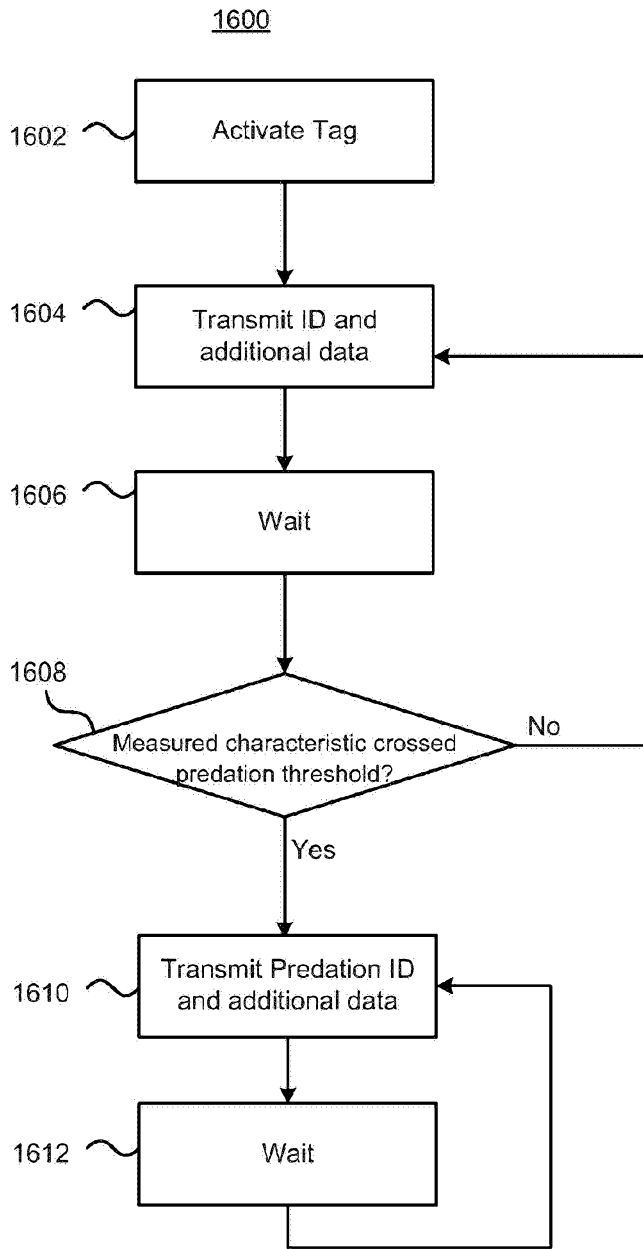 1600
1602
Activate Tag
1604
Transmit ID and
additional data
1606
Wait
1608
Measured characteristic crossed
predation threshold?
No
Yes
1610
Transmit Predation ID
and additional data
1612
Wait